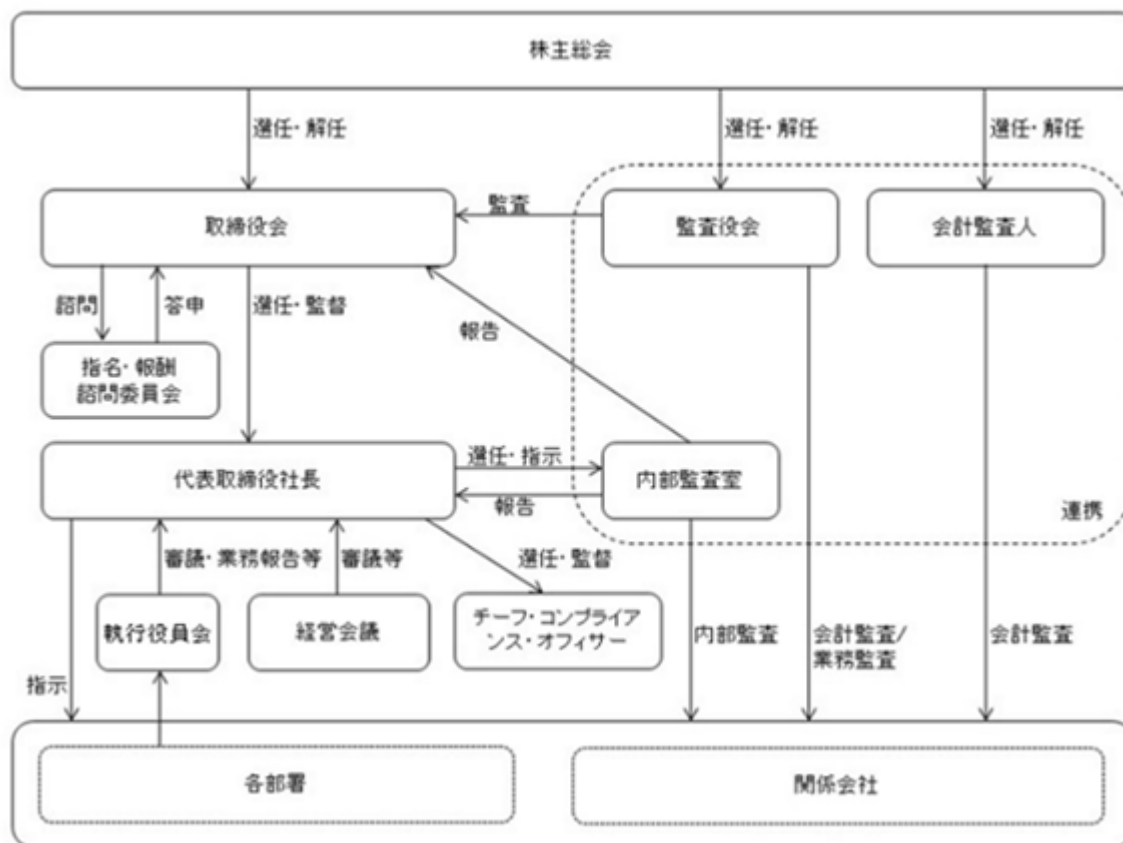 株主総会
選任・解任
選任・解任
選任・解任
取締役会
監査
監査役会
会計監査人
諮問
答申
選任・監督
報告
指名・報酬
諮問委員会
代表取締役社長
選任・指示
報告
内部監査室
連携
審議・業務報告等
審議等
選任・監督
執行役員会
経営会議
チーフ・コンプライア
ンス・オフィサー
内部監査
会計監査/
業務監査
会計監査
指示
各部署
関係会社